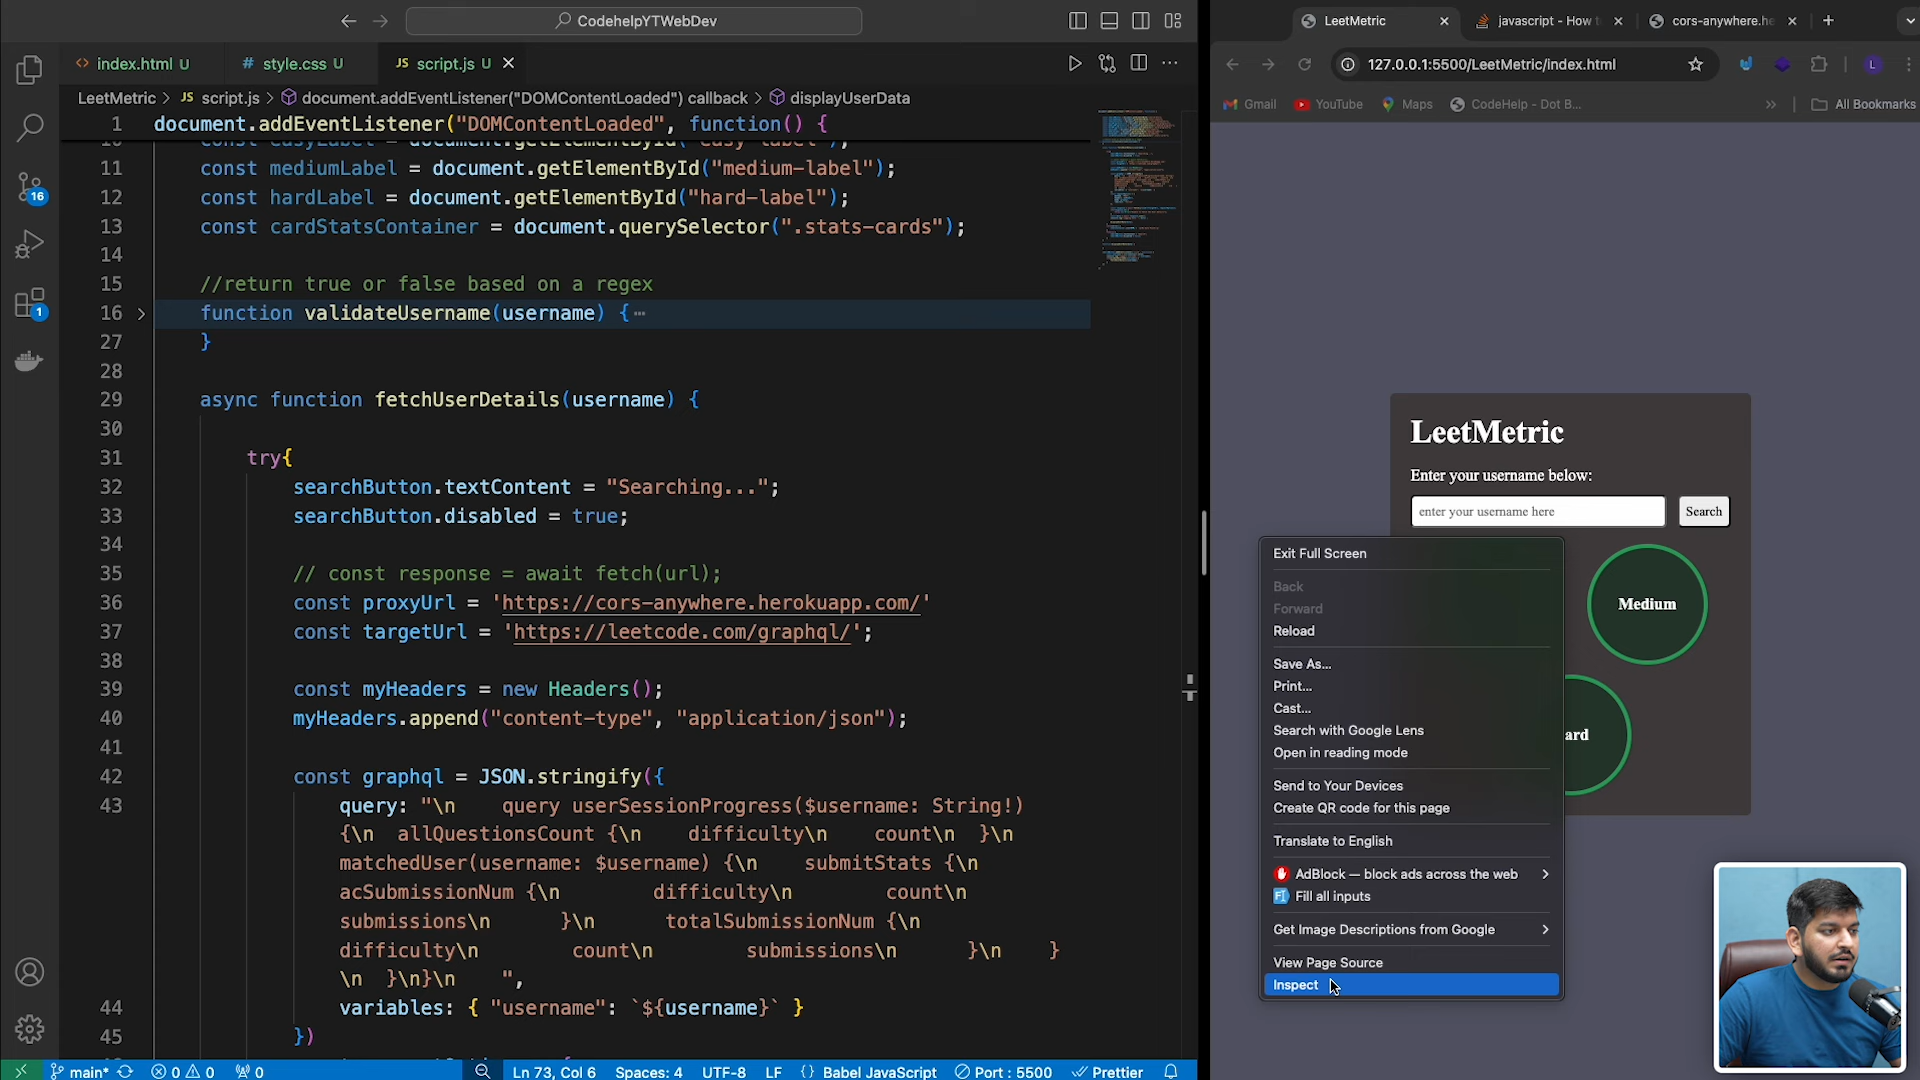 CodehelpYTWebDev
index.html U
style.css U
JS script.js U
LeetMetric > JS script.js > document.addEventListener("DOMContentLoaded") callback > displayUserData
1 document.addEventListener("DOMContentLoaded", function() {
11 const mediumLabel = document.getElementById("medium-label");
12 const hardLabel = document.getElementById("hard-label");
13 const cardStatsContainer = document.querySelector(".stats-cards");
14
15 //return true or false based on a regex
16 function validateUsername(username) {
27 }
28
29 async function fetchUserDetails(username) {
30
31 try{
32 searchButton.textContent = "Searching...";
33 searchButton.disabled = true;
34
35 // const response = await fetch(url);
36 const proxyUrl = 'https://cors-anywhere.herokuapp.com/'
37 const targetUrl = 'https://leetcode.com/graphql/';
38
39 const myHeaders = new Headers();
40 myHeaders.append("content-type", "application/json");
41
42 const graphql = JSON.stringify({
43 query: "\n    query userSessionProgress($username: String!)
{\n  allQuestionsCount {\n    difficulty\n    count\n  }\n
matchedUser(username: $username) {\n    submitStats {\n
acSubmissionNum {\n        difficulty\n        count\n
submissions\n      }\n      totalSubmissionNum {\n
difficulty\n        count\n        submissions\n      }\n    }
\n  }\n}\n    ",
44 variables: { "username": `${username}` }
45 })
16
1
main*
0 0
0
Ln 73, Col 6
Spaces: 4
UTF-8
LF
{} Babel JavaScript
Port : 5500
Prettier
LeetMetric
javascript - How t
cors-anywhere.he
127.0.0.1:5500/LeetMetric/index.html
L
Gmail
YouTube
Maps
CodeHelp - Dot B...
All Bookmarks
LeetMetric
Enter your username below:
enter your username here
Search
Medium
ard
Exit Full Screen
Back
Forward
Reload
Save As...
Print...
Cast...
Search with Google Lens
Open in reading mode
Send to Your Devices
Create QR code for this page
Translate to English
AdBlock — block ads across the web
Fill all inputs
Get Image Descriptions from Google
View Page Source
Inspect